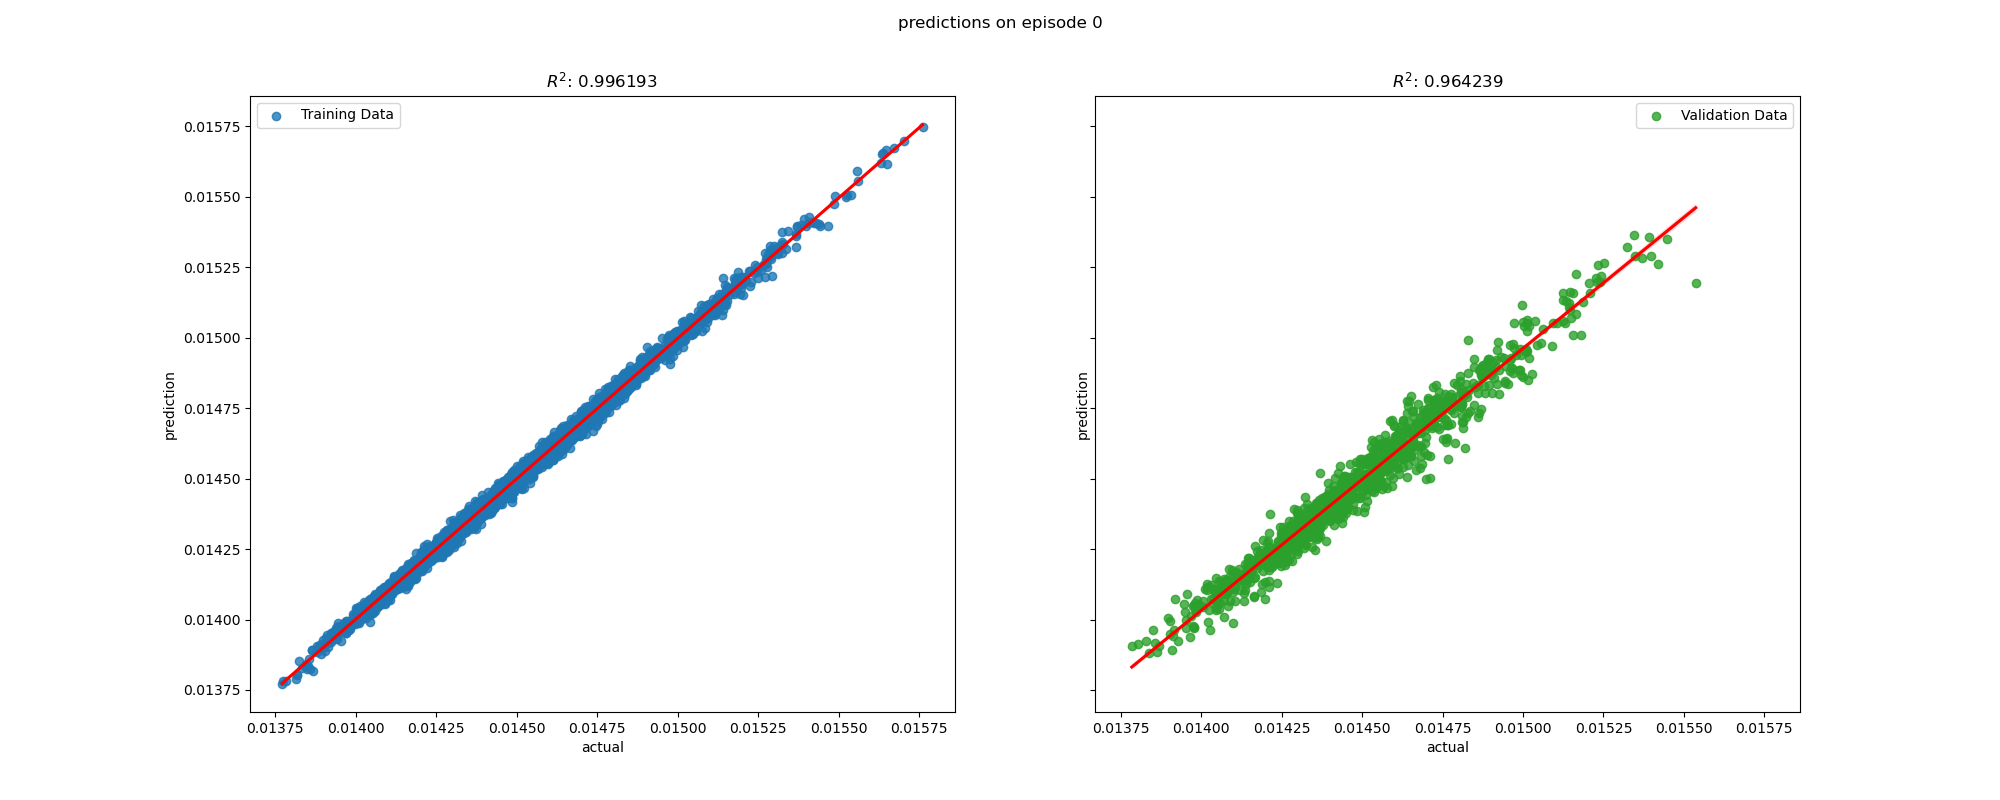 predictions on episode 0
R²: 0.996193
Training Data
prediction
0.01575
0.01550
0.01525
0.01500
0.01475
0.01450
0.01425
0.01400
0.01375
0.01375 0.01400 0.01425 0.01450 0.01475 0.01500 0.01525 0.01550 0.01575
actual
R²: 0.964239
Validation Data
prediction
0.01375 0.01400 0.01425 0.01450 0.01475 0.01500 0.01525 0.01550 0.01575
actual